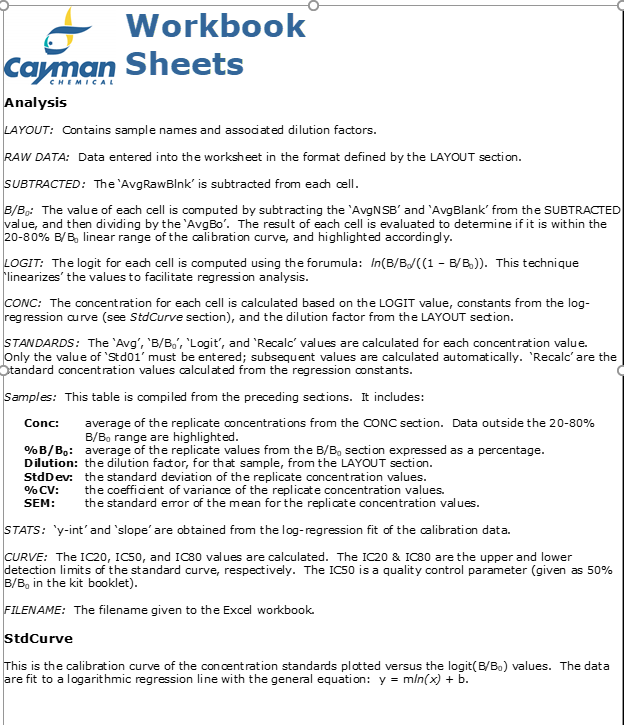 Workbook
Sheets
Cayman
CHEMICAL
Analysis
LAYOUT: Contains sample names and associated dilution factors.
RAW DATA: Data entered into the worksheet in the format defined by the LAYOUT section.
SUBTRACTED: The ‘AvgRawBlnk’ is subtracted from each cell.
B/B₀: The value of each cell is computed by subtracting the ‘AvgNSB’ and ‘AvgBlank’ from the SUBTRACTED
value, and then dividing by the ‘AvgBo’. The result of each cell is evaluated to determine if it is within the
20-80% B/B₀ linear range of the calibration curve, and highlighted accordingly.
LOGIT: The logit for each cell is computed using the forumula: ln(B/B₀/((1 – B/B₀)). This technique
‘linearizes’ the values to facilitate regression analysis.
CONC: The concentration for each cell is calculated based on the LOGIT value, constants from the log-
regression curve (see StdCurve section), and the dilution factor from the LAYOUT section.
STANDARDS: The ‘Avg’, ‘B/B₀’, ‘Logit’, and ‘Recalc’ values are calculated for each concentration value.
Only the value of ‘Std01’ must be entered; subsequent values are calculated automatically. ‘Recalc’ are the
standard concentration values calculated from the regression constants.
Samples: This table is compiled from the preceding sections. It includes:
Conc: average of the replicate concentrations from the CONC section. Data outside the 20-80%
B/B₀ range are highlighted.
%B/B₀: average of the replicate values from the B/B₀ section expressed as a percentage.
Dilution: the dilution factor, for that sample, from the LAYOUT section.
StdDev: the standard deviation of the replicate concentration values.
%CV: the coefficient of variance of the replicate concentration values.
SEM: the standard error of the mean for the replicate concentration values.
STATS: ‘y-int’ and ‘slope’ are obtained from the log-regression fit of the calibration data.
CURVE: The IC20, IC50, and IC80 values are calculated. The IC20 & IC80 are the upper and lower
detection limits of the standard curve, respectively. The IC50 is a quality control parameter (given as 50%
B/B₀ in the kit booklet).
FILENAME: The filename given to the Excel workbook.
StdCurve
This is the calibration curve of the concentration standards plotted versus the logit(B/B₀) values. The data
are fit to a logarithmic regression line with the general equation: y = mln(x) + b.